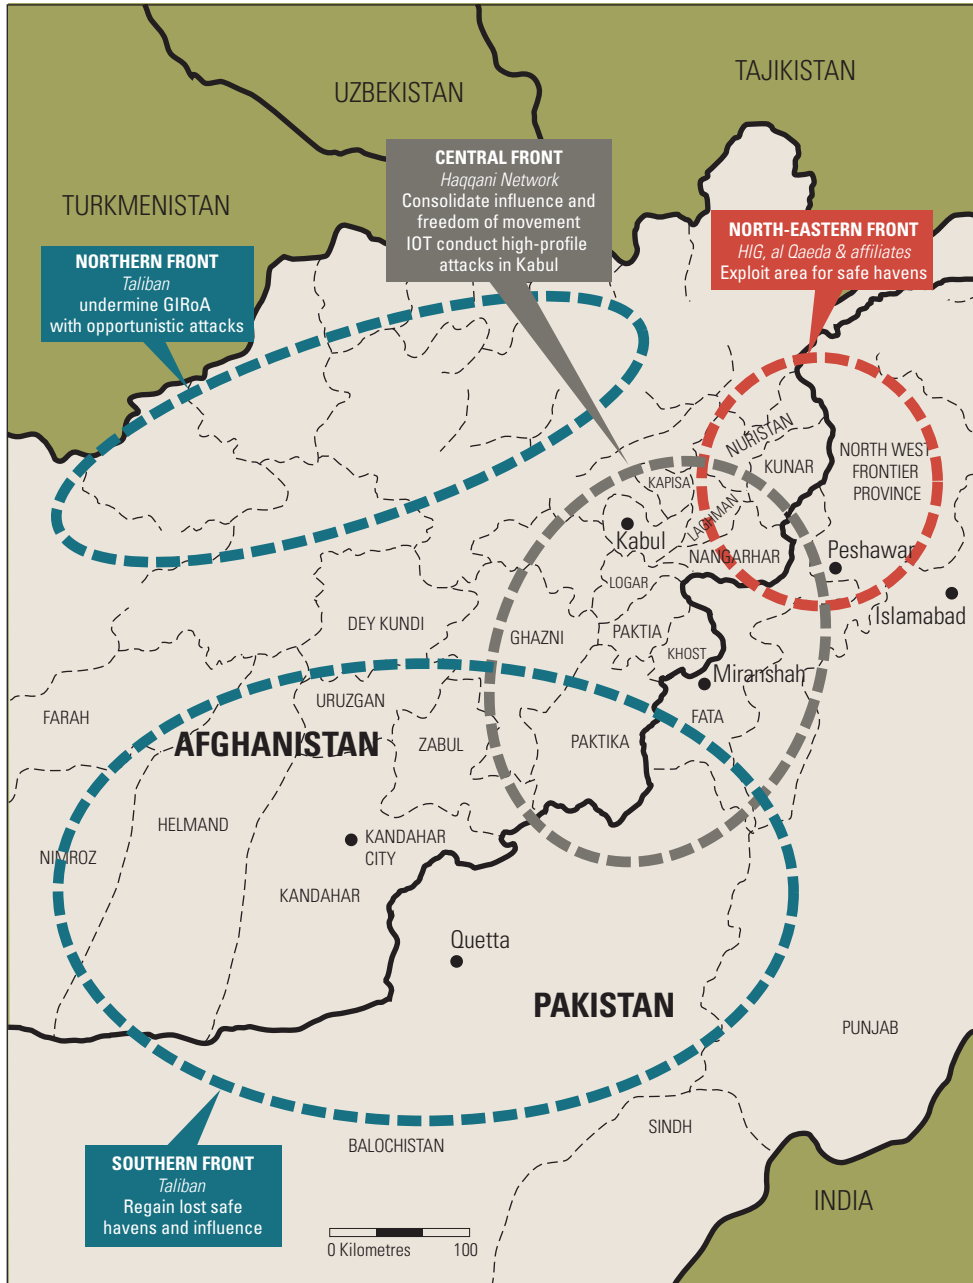 UZBEKISTAN
TAJIKISTAN
TURKMENISTAN
CENTRAL FRONT
Haqqani Network
Consolidate influence and
freedom of movement
IOT conduct high-profile
attacks in Kabul
NORTH-EASTERN FRONT
HIG, al Qaeda & affiliates
Exploit area for safe havens
NORTHERN FRONT
Taliban
undermine GIRoA
with opportunistic attacks
NURISTAN
KUNAR
NORTH WEST
FRONTIER
PROVINCE
KAPISA
LAGHMAN
Kabul
NANGARHAR
Peshawar
Islamabad
LOGAR
DEY KUNDI
GHAZNI
PAKTIA
KHOST
Miranshah
FARAH
URUZGAN
FATA
AFGHANISTAN
ZABUL
PAKTIKA
HELMAND
NIMROZ
KANDAHAR
CITY
KANDAHAR
Quetta
PAKISTAN
PUNJAB
SINDH
BALOCHISTAN
SOUTHERN FRONT
Taliban
Regain lost safe
havens and influence
INDIA
0 Kilometres 100